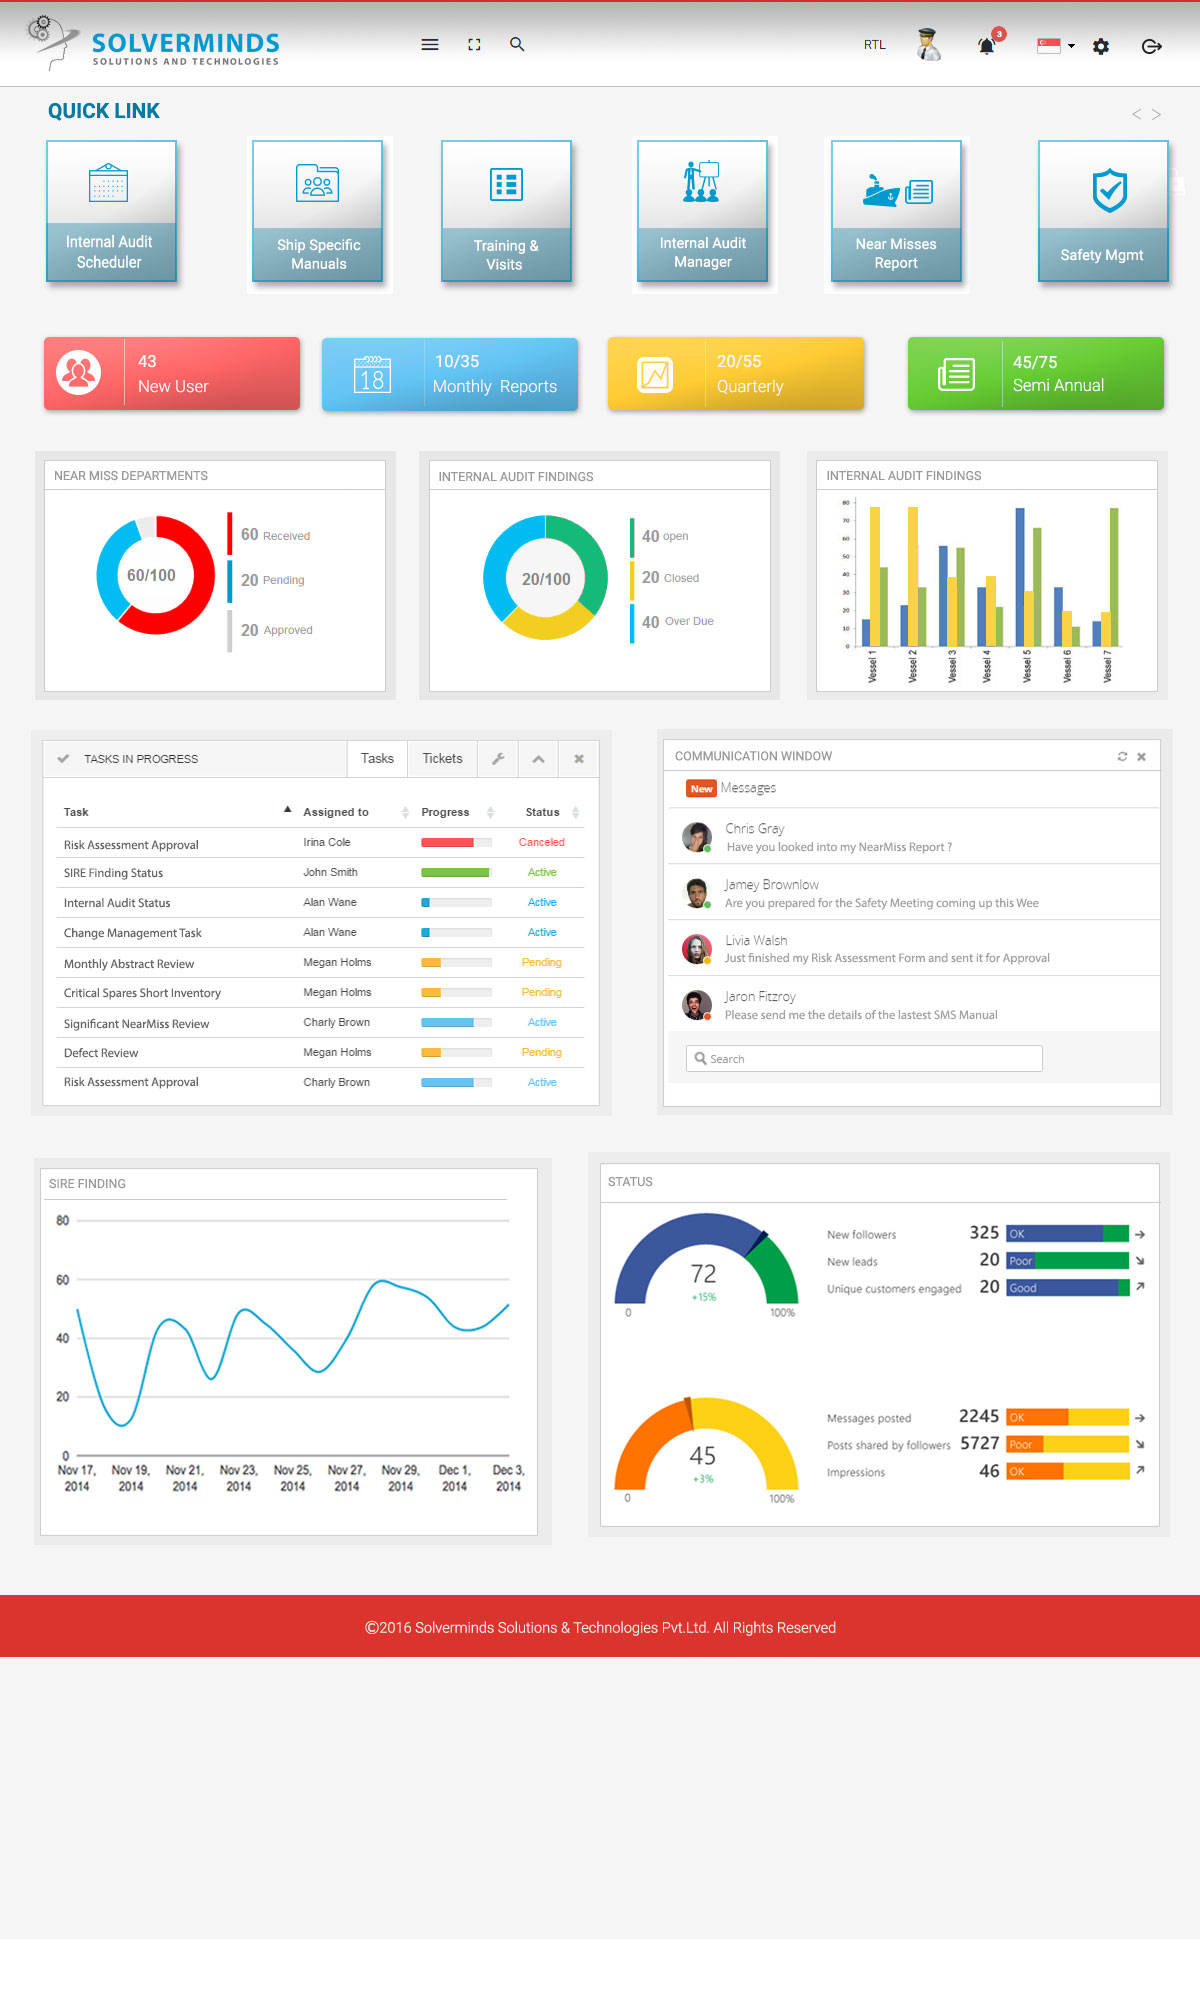 SOLVERMINDS
SOLUTIONS AND TECHNOLOGIES
RTL
3
QUICK LINK
< >
Internal Audit
Scheduler
Ship Specific
Manuals
Training &
Visits
Internal Audit
Manager
Near Misses
Report
Safety Mgmt
43
New User
18
10/35
Monthly Reports
20/55
Quarterly
45/75
Semi Annual
NEAR MISS DEPARTMENTS
60/100
60 Received
20 Pending
20 Approved
INTERNAL AUDIT FINDINGS
20/100
40 open
20 Closed
40 Over Due
INTERNAL AUDIT FINDINGS
80
70
60
50
40
30
20
10
0
Vessel 1
Vessel 2
Vessel 3
Vessel 4
Vessel 5
Vessel 6
Vessel 7
TASKS IN PROGRESS Tasks Tickets
Task Assigned to Progress Status
Risk Assessment Approval Irina Cole Canceled
SIRE Finding Status John Smith Active
Internal Audit Status Alan Wane Active
Change Management Task Alan Wane Active
Monthly Abstract Review Megan Holms Pending
Critical Spares Short Inventory Megan Holms Pending
Significant NearMiss Review Charly Brown Active
Defect Review Megan Holms Pending
Risk Assessment Approval Charly Brown Active
COMMUNICATION WINDOW
New Messages
Chris Gray
Have you looked into my NearMiss Report ?
Jamey Brownlow
Are you prepared for the Safety Meeting coming up this Wee
Livia Walsh
Just finished my Risk Assessment Form and sent it for Approval
Jaron Fitzroy
Please send me the details of the lastest SMS Manual
Search
SIRE FINDING
80
60
40
20
0
Nov 17, Nov 19, Nov 21, Nov 23, Nov 25, Nov 27, Nov 29, Dec 1, Dec 3,
2014 2014 2014 2014 2014 2014 2014 2014 2014
STATUS
72
+15%
0 100%
New followers 325 OK
New leads 20 Poor
Unique customers engaged 20 Good
45
+3%
0 100%
Messages posted 2245 OK
Posts shared by followers 5727 Poor
Impressions 46 OK
©2016 Solverminds Solutions & Technologies Pvt.Ltd. All Rights Reserved